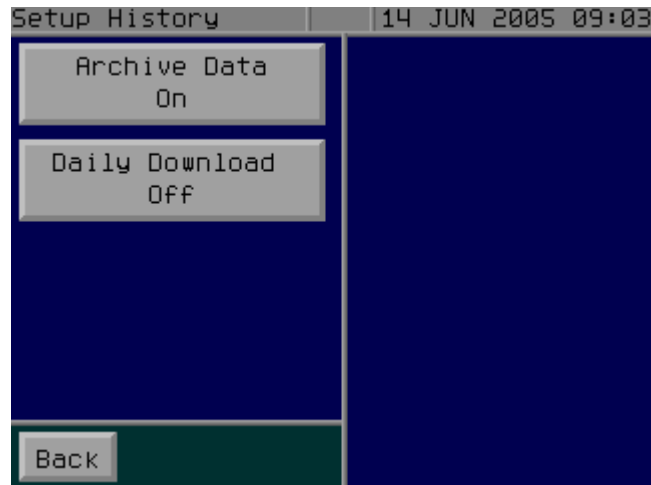 Setup History 14 JUN 2005 09:03
Archive Data
On
Daily Download
Off
Back